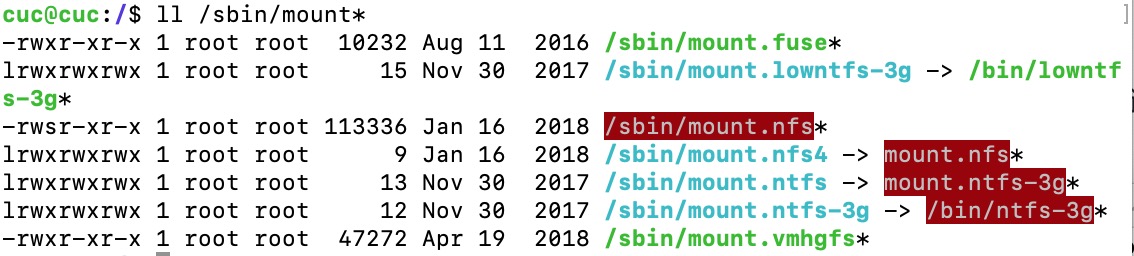 cuc@cuc:/$ ll /sbin/mount*
-rwxr-xr-x 1 root root  10232 Aug 11  2016 /sbin/mount.fuse*
lrwxrwxrwx 1 root root     15 Nov 30  2017 /sbin/mount.lowntfs-3g -> /bin/lowntf
s-3g*
-rwsr-xr-x 1 root root 113336 Jan 16  2018 /sbin/mount.nfs*
lrwxrwxrwx 1 root root      9 Jan 16  2018 /sbin/mount.nfs4 -> mount.nfs*
lrwxrwxrwx 1 root root     13 Nov 30  2017 /sbin/mount.ntfs -> mount.ntfs-3g*
lrwxrwxrwx 1 root root     12 Nov 30  2017 /sbin/mount.ntfs-3g -> /bin/ntfs-3g*
-rwxr-xr-x 1 root root  47272 Apr 19  2018 /sbin/mount.vmhgfs*